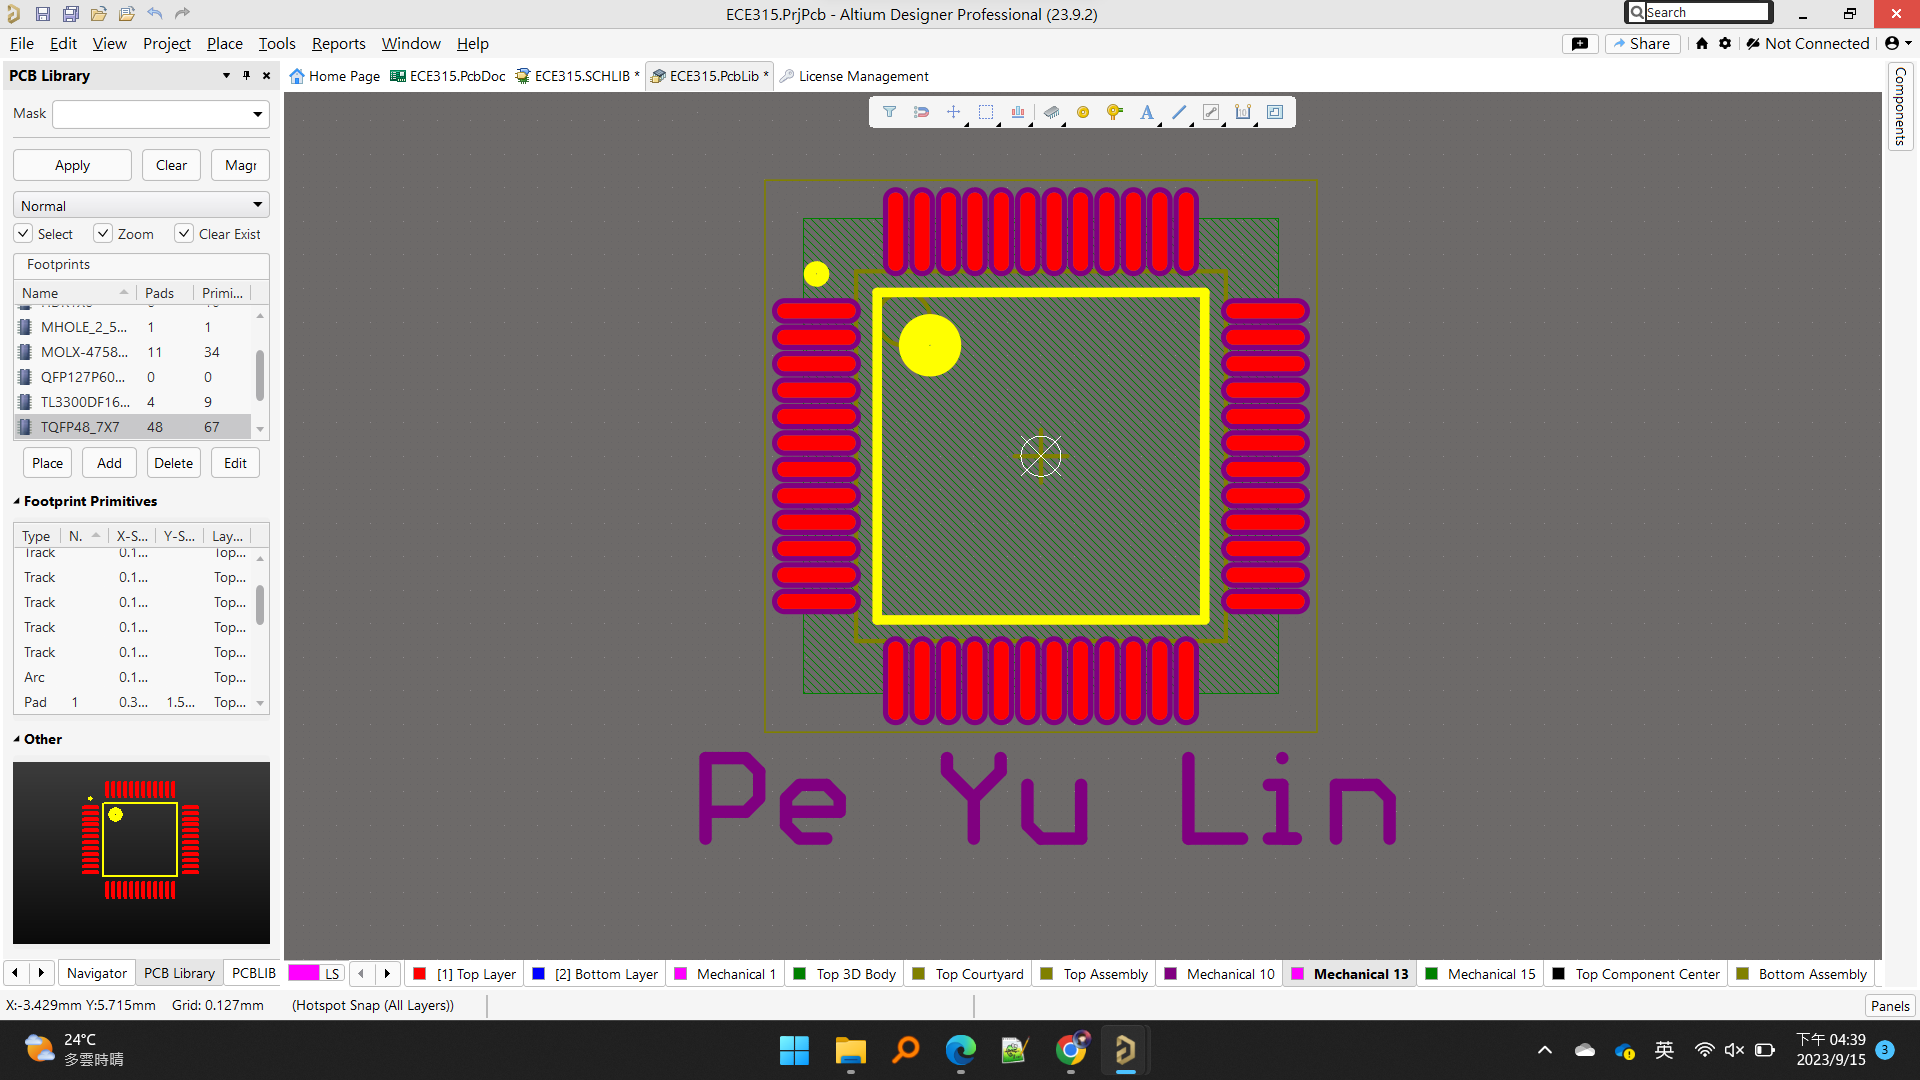 ECE315.PrjPcb - Altium Designer Professional (23.9.2)
Search
File Edit View Project Place Tools Reports Window Help
Share
Not Connected
PCB Library
Home Page
ECE315.PcbDoc
ECE315.SCHLIB *
ECE315.PcbLib *
License Management
Components
Mask
Apply
Clear
Magr
Normal
Select
Zoom
Clear Exist
Footprints
Name Pads Primi...
MHOLE_2_5... 1 1
MOLX-4758... 11 34
QFP127P60... 0 0
TL3300DF16... 4 9
TQFP48_7X7 48 67
Place Add Delete Edit
Footprint Primitives
Type N. X-S... Y-S... Lay...
Track 0.1... Top...
Track 0.1... Top...
Track 0.1... Top...
Track 0.1... Top...
Track 0.1... Top...
Arc 0.1... Top...
Pad 1 0.3... 1.5... Top...
Other
Pe Yu Lin
Navigator
PCB Library
PCBLIB
LS
[1] Top Layer
[2] Bottom Layer
Mechanical 1
Top 3D Body
Top Courtyard
Top Assembly
Mechanical 10
Mechanical 13
Mechanical 15
Top Component Center
Bottom Assembly
X:-3.429mm Y:5.715mm Grid: 0.127mm (Hotspot Snap (All Layers))
Panels
24°C
多雲時晴
英
下午 04:39
2023/9/15
3